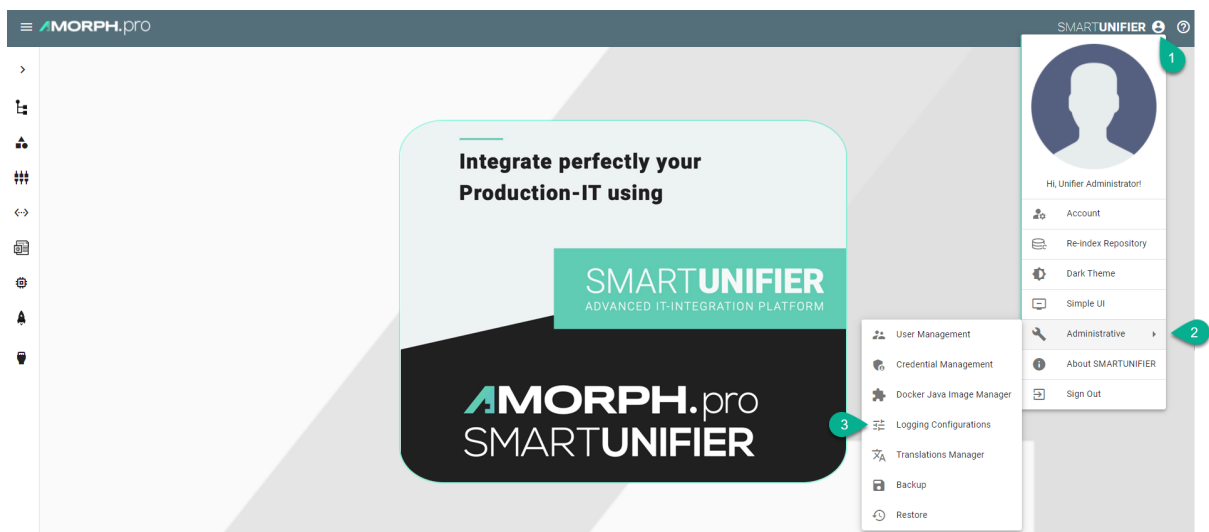 AMORPH.pro
SMARTUNIFIER
1
Integrate perfectly your
Production-IT using
SMARTUNIFIER
ADVANCED IT-INTEGRATION PLATFORM
AMORPH.pro
SMARTUNIFIER
Hi, Unifier Administrator!
Account
Re-index Repository
Dark Theme
Simple UI
Administrative
2
About SMARTUNIFIER
Sign Out
User Management
Credential Management
Docker Java Image Manager
3
Logging Configurations
Translations Manager
Backup
Restore